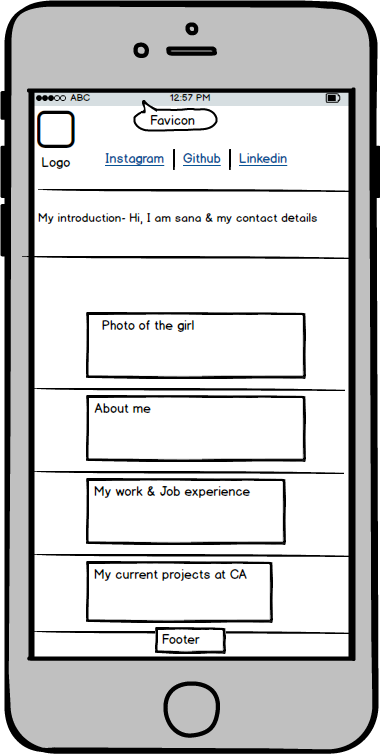 ABC 12:57 PM
Favicon
Logo
Instagram Github Linkedin
My introduction- Hi, I am sana & my contact details
Photo of the girl
About me
My work & Job experience
My current projects at CA
Footer